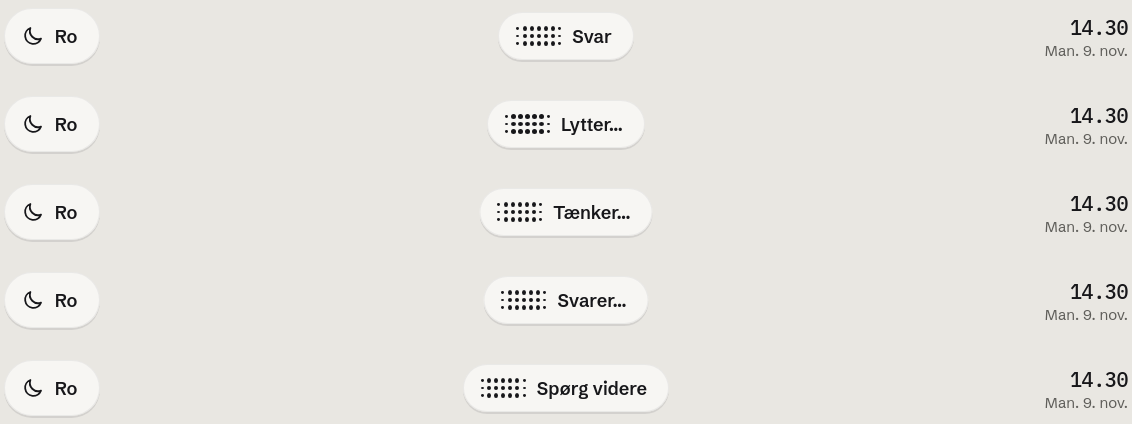 Ro
Svar
14.30
Man. 9. nov.
Ro
Lytter...
14.30
Man. 9. nov.
Ro
Tænker...
14.30
Man. 9. nov.
Ro
Svarer...
14.30
Man. 9. nov.
Ro
Spørg videre
14.30
Man. 9. nov.